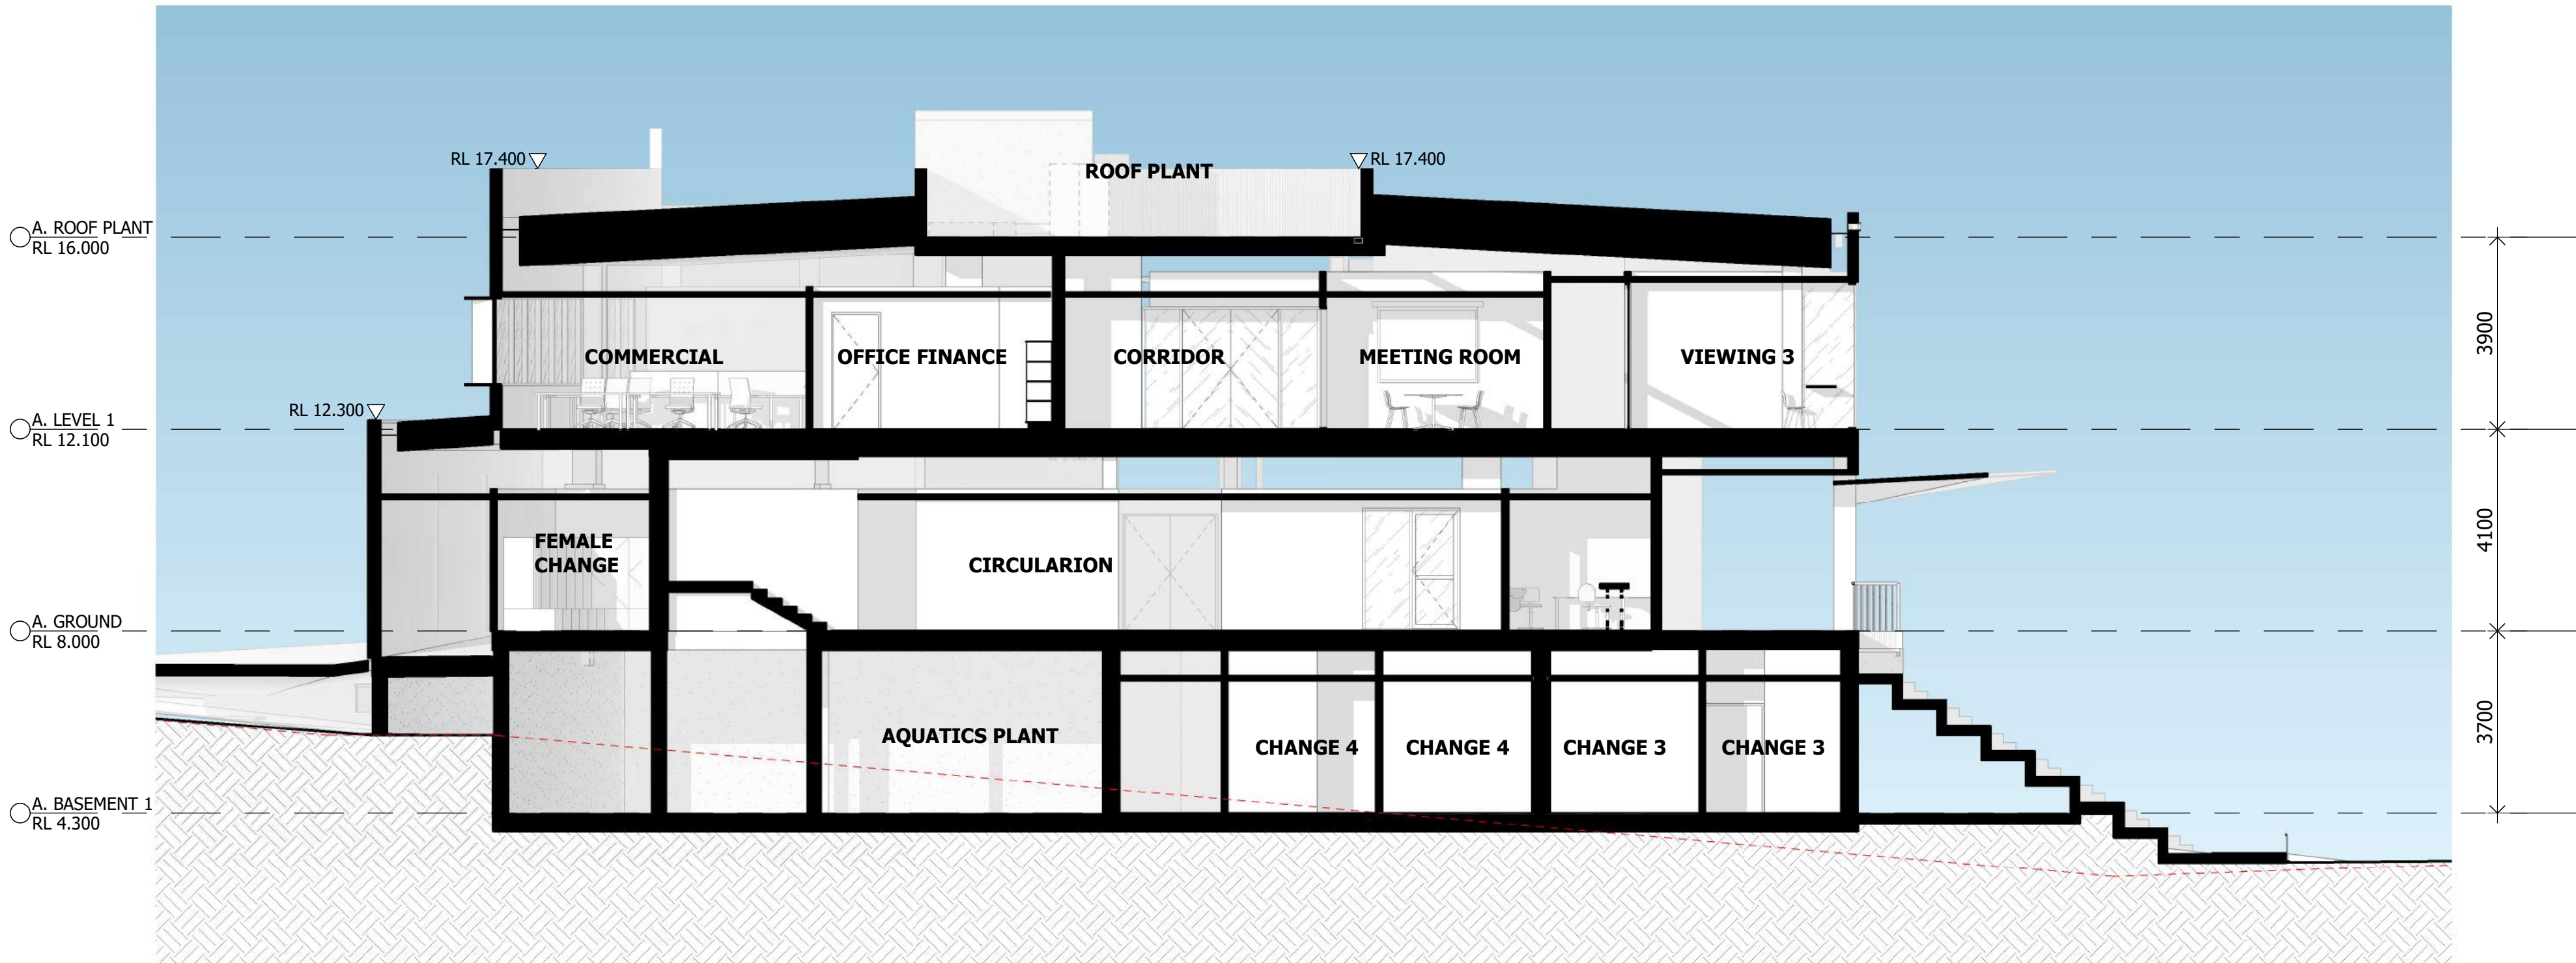 RL 17.400
RL 17.400
ROOF PLANT
A. ROOF PLANT
RL 16.000
3900
COMMERCIAL
OFFICE FINANCE
CORRIDOR
MEETING ROOM
VIEWING 3
RL 12.300
A. LEVEL 1
RL 12.100
4100
FEMALE
CHANGE
CIRCULARION
A. GROUND
RL 8.000
3700
AQUATICS PLANT
CHANGE 4
CHANGE 4
CHANGE 3
CHANGE 3
A. BASEMENT 1
RL 4.300